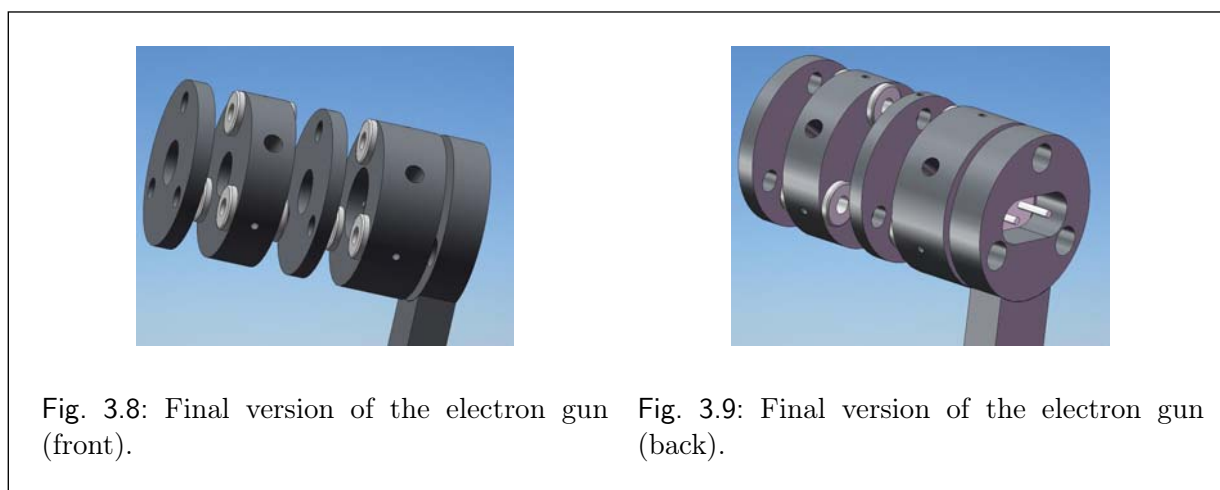 Fig. 3.8: Final version of the electron gun
(front).
Fig. 3.9: Final version of the electron gun
(back).